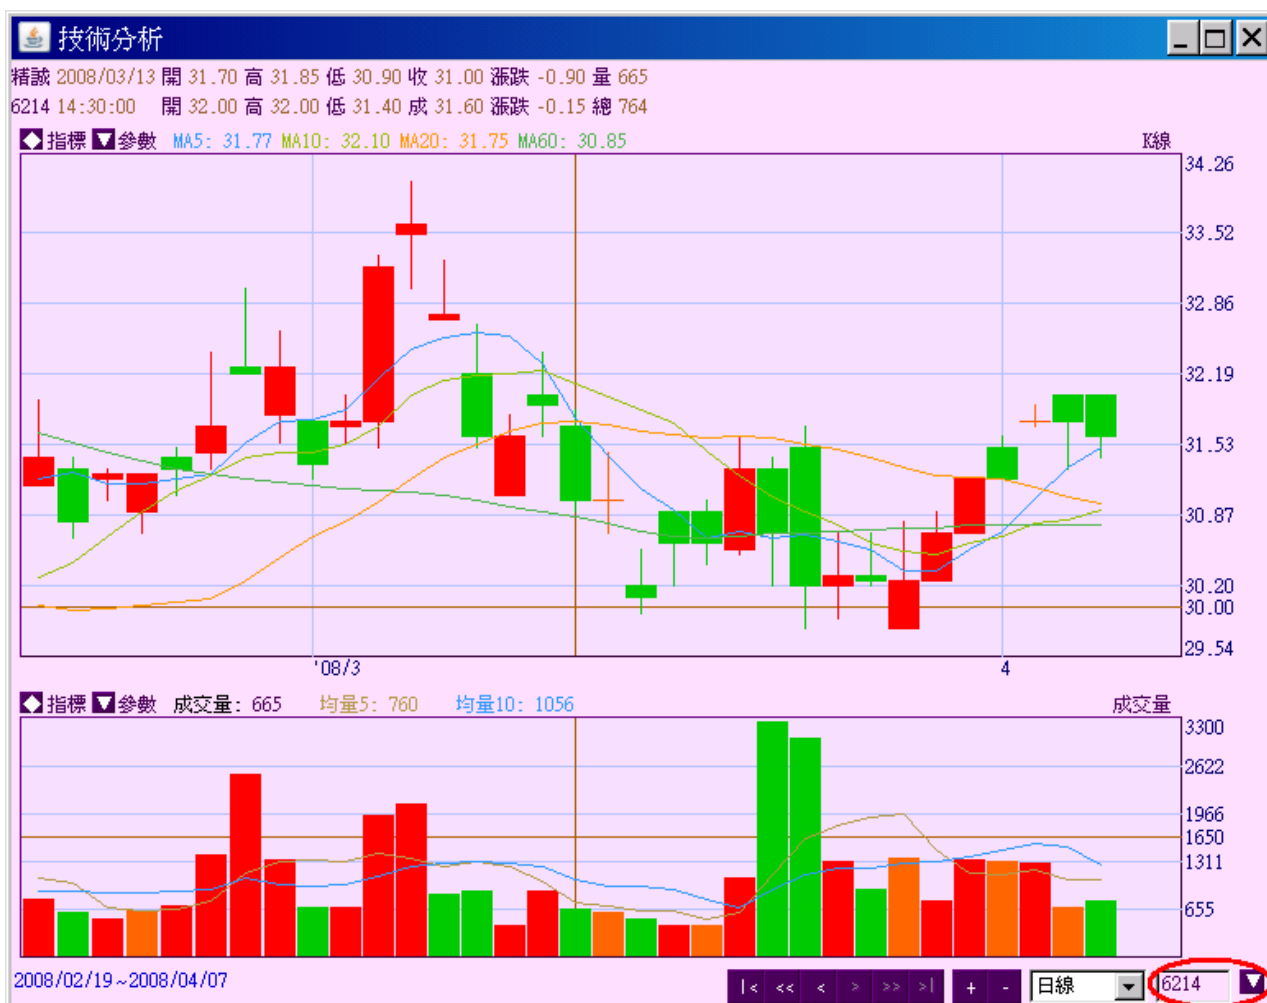 技術分析
精誠 2008/03/13 開 31.70 高 31.85 低 30.90 收 31.00 漲跌 -0.90 量 665
6214 14:30:00 開 32.00 高 32.00 低 31.40 成 31.60 漲跌 -0.15 總 764
指標 參數 MA5: 31.77 MA10: 32.10 MA20: 31.75 MA60: 30.85 K線
34.26
33.52
32.86
32.19
31.53
30.87
30.20
30.00
29.54
'08/3 4
指標 參數 成交量: 665 均量5: 760 均量10: 1056 成交量
3300
2622
1966
1650
1311
655
2008/02/19~2008/04/07 |< << < > >> >| + - 日線 6214